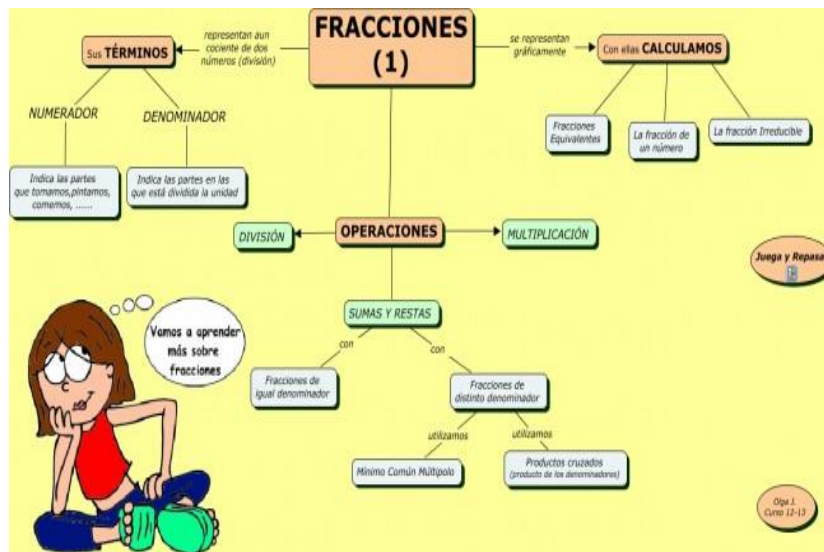 FRACCIONES
(1)
representan aun
cociente de dos
números (división)
Sus TÉRMINOS
NUMERADOR
DENOMINADOR
Indica las partes
que tomamos,pintamos,
comemos, ......
Indica las partes en las
que está dividida la unidad
se representan
gráficamente
Con ellas CALCULAMOS
Fracciones
Equivalentes
La fracción de
un número
La fracción Irreducible
DIVISIÓN
OPERACIONES
MULTIPLICACIÓN
Juega y Repasa
SUMAS Y RESTAS
con
con
Fracciones de
igual denominador
Fracciones de
distinto denominador
utilizamos
utilizamos
Mínimo Común Múltipolo
Productos cruzados
(producto de los denominadores)
Vamos a aprender
más sobre
fracciones
Olga I.
Curso 12-13